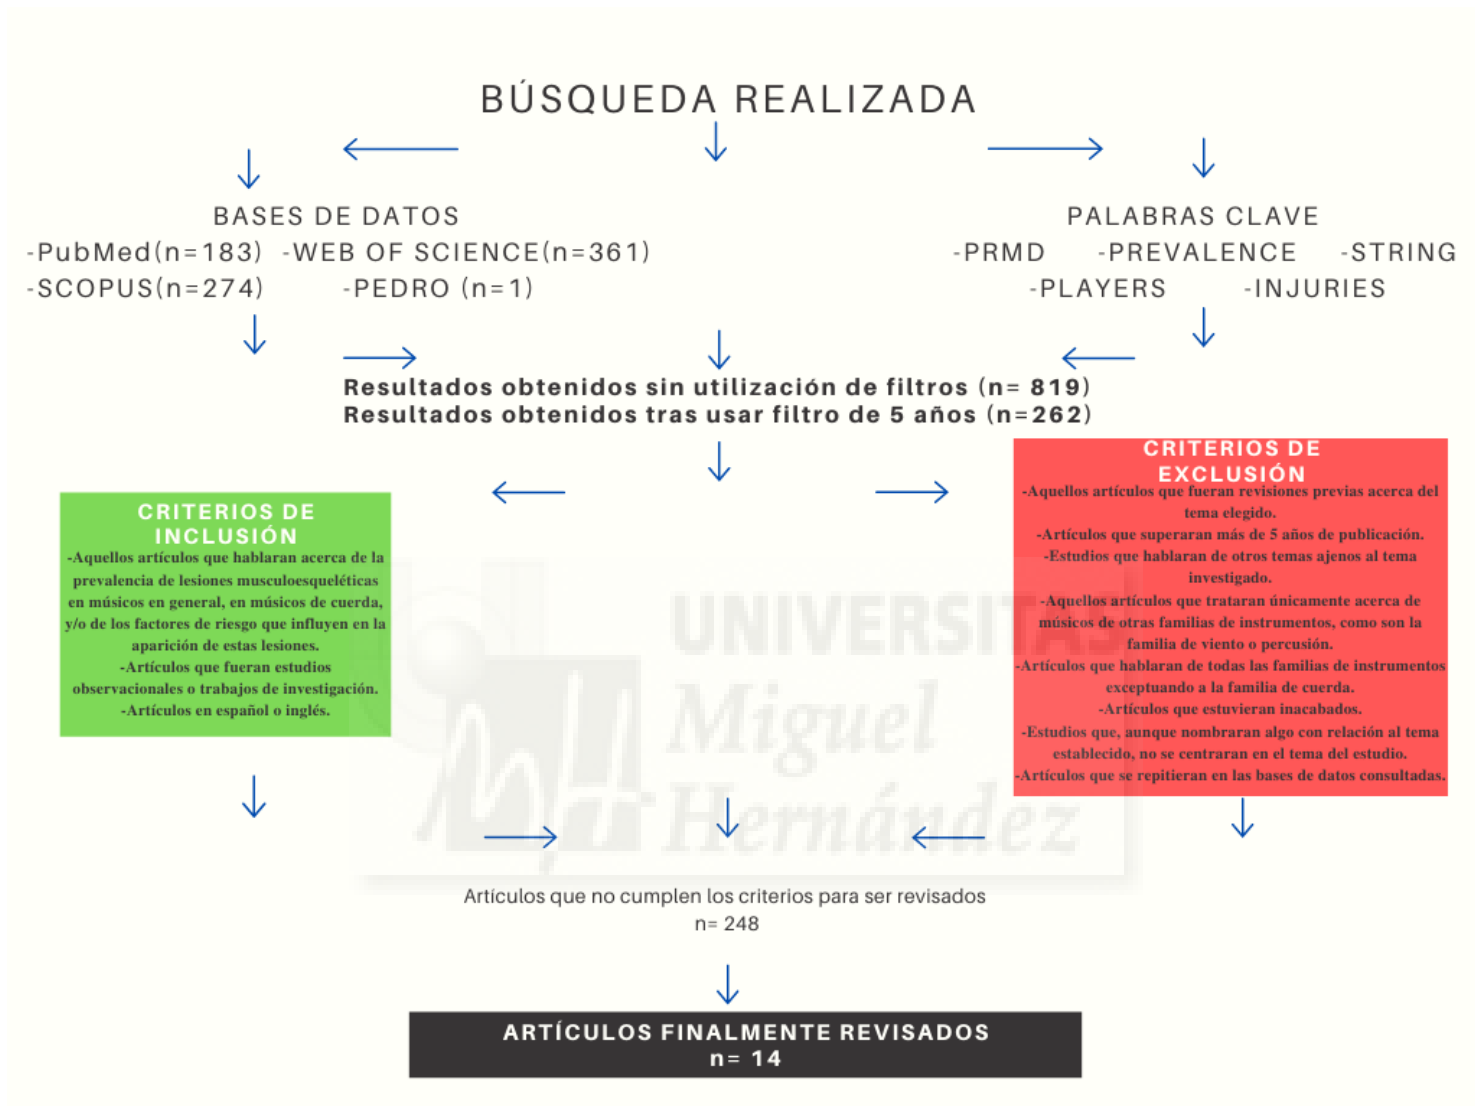 BÚSQUEDA REALIZADA
BASES DE DATOS
-PubMed(n=183) -WEB OF SCIENCE(n=361)
-SCOPUS(n=274) -PEDRO (n=1)
PALABRAS CLAVE
-PRMD -PREVALENCE -STRING
-PLAYERS -INJURIES
Resultados obtenidos sin utilización de filtros (n= 819)
Resultados obtenidos tras usar filtro de 5 años (n=262)
CRITERIOS DE
INCLUSIÓN
-Aquellos artículos que hablaran acerca de la
prevalencia de lesiones musculoesqueléticas
en músicos en general, en músicos de cuerda,
y/o de los factores de riesgo que influyen en la
aparición de estas lesiones.
-Artículos que fueran estudios
observacionales o trabajos de investigación.
-Artículos en español o inglés.
CRITERIOS DE
EXCLUSIÓN
-Aquellos artículos que fueran revisiones previas acerca del
tema elegido.
-Artículos que superaran más de 5 años de publicación.
-Estudios que hablaran de otros temas ajenos al tema
investigado.
-Aquellos artículos que trataran únicamente acerca de
músicos de otras familias de instrumentos, como son la
familia de viento o percusión.
-Artículos que hablaran de todas las familias de instrumentos
exceptuando a la familia de cuerda.
-Artículos que estuvieran inacabados.
-Estudios que, aunque nombraran algo con relación al tema
establecido, no se centraran en el tema del estudio.
-Artículos que se repitieran en las bases de datos consultadas.
UNIVERSITAS
Miguel
Hernández
Artículos que no cumplen los criterios para ser revisados
n= 248
ARTÍCULOS FINALMENTE REVISADOS
n= 14